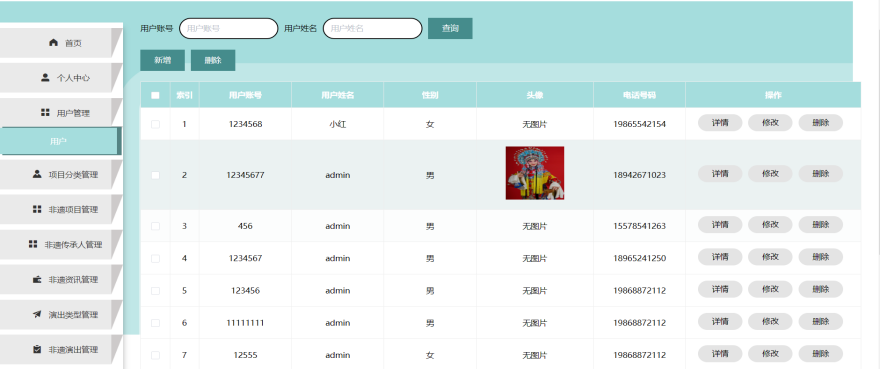 用户账号 用户账号 用户姓名 用户姓名 查询
新增 删除
首页
个人中心
用户管理
用户
项目分类管理
非遗项目管理
非遗传承人管理
非遗资讯管理
演出类型管理
非遗演出管理
索引 用户账号 用户姓名 性别 头像 电话号码 操作
1 1234568 小红 女 无图片 19865542154 详情 修改 删除
2 12345677 admin 男 18942671023 详情 修改 删除
3 456 admin 男 无图片 15578541263 详情 修改 删除
4 1234567 admin 男 无图片 18965241250 详情 修改 删除
5 123456 admin 男 无图片 19868872112 详情 修改 删除
6 11111111 admin 男 无图片 19868872112 详情 修改 删除
7 12555 admin 女 无图片 19868872112 详情 修改 删除